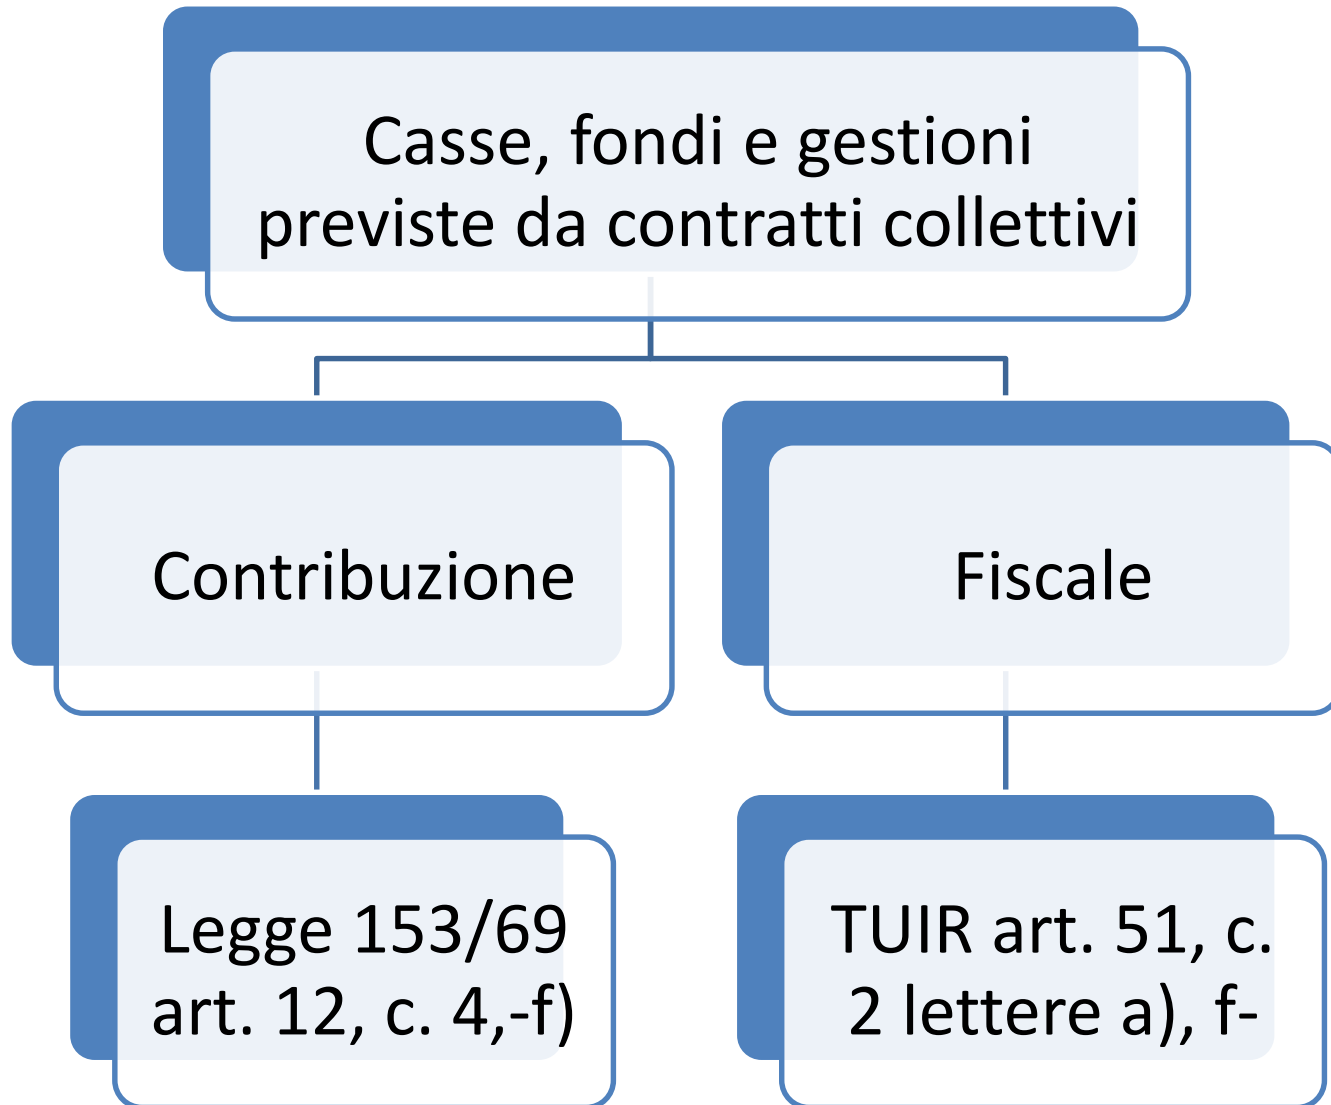 Casse, fondi e gestioni
previste da contratti collettivi
Contribuzione
Fiscale
Legge 153/69
art. 12, c. 4,-f)
TUIR art. 51, c.
2 lettere a), f-